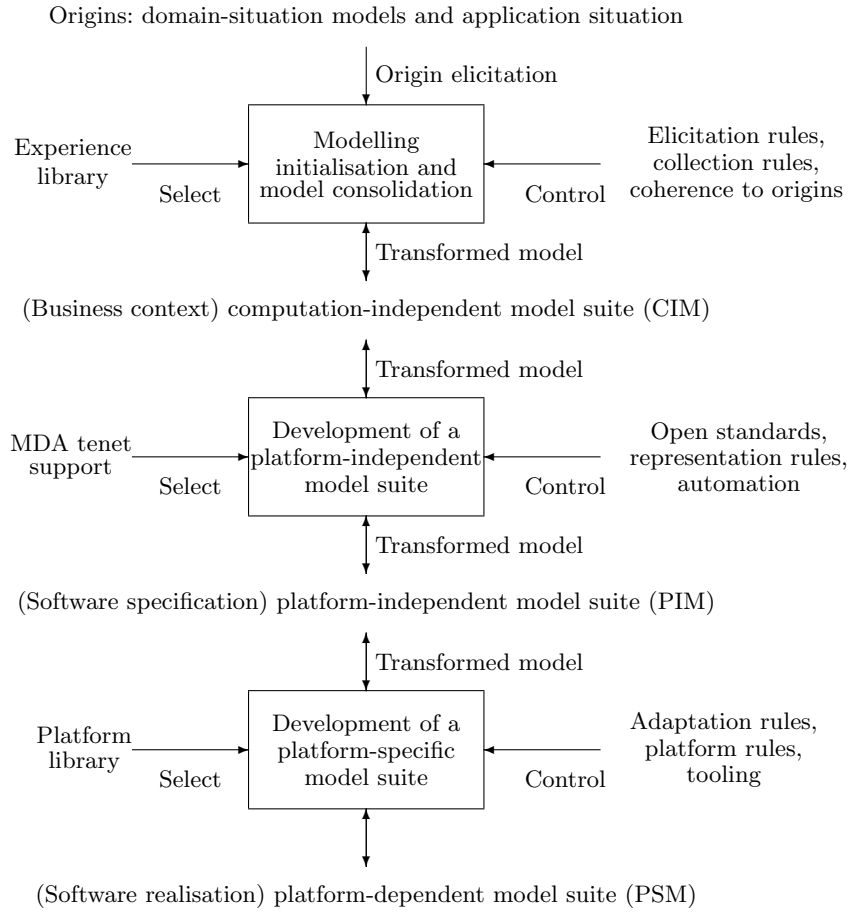 Origins: domain-situation models and application situation
Origin elicitation
Experience
library
Select
Modelling
initialisation and
model consolidation
Control
Elicitation rules,
collection rules,
coherence to origins
Transformed model
(Business context) computation-independent model suite (CIM)
Transformed model
MDA tenet
support
Select
Development of a
platform-independent
model suite
Control
Open standards,
representation rules,
automation
Transformed model
(Software specification) platform-independent model suite (PIM)
Transformed model
Platform
library
Select
Development of a
platform-specific
model suite
Control
Adaptation rules,
platform rules,
tooling
(Software realisation) platform-dependent model suite (PSM)